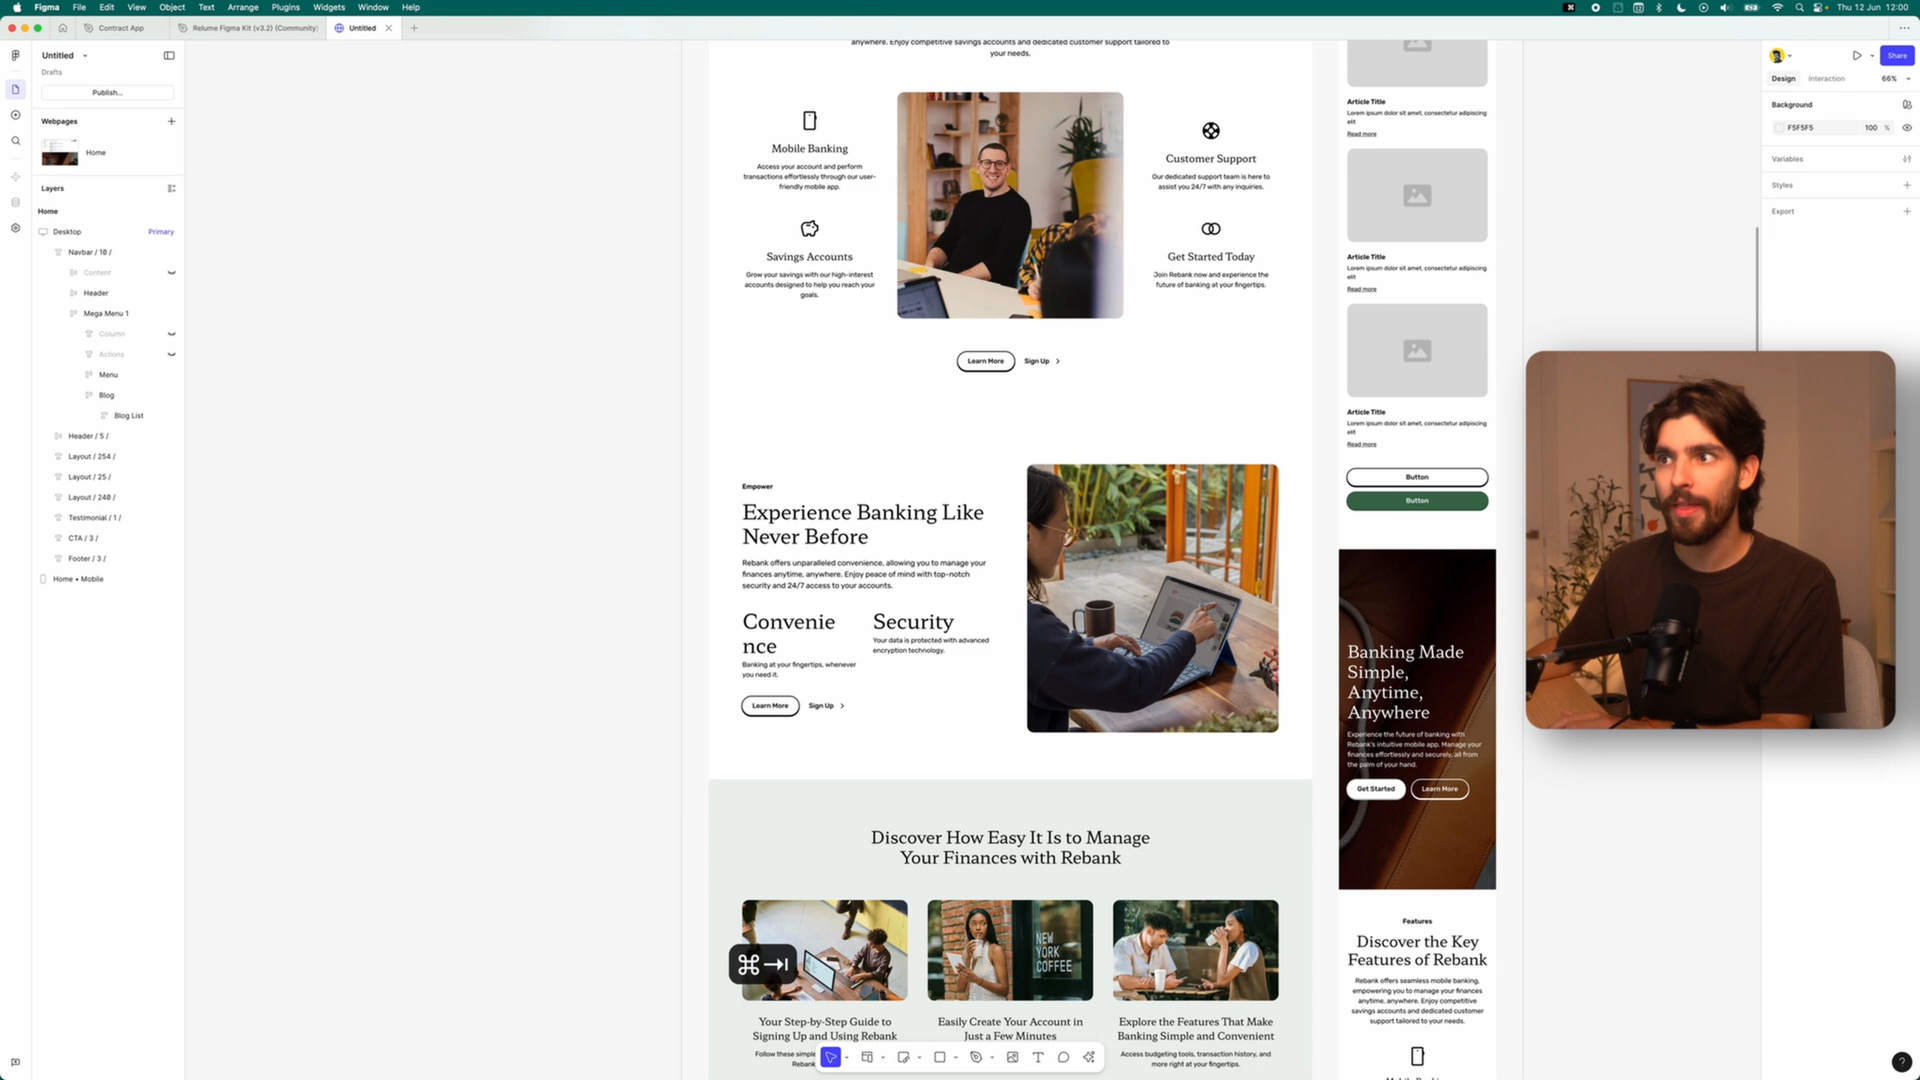 Figma File Edit View Object Text Arrange Plugins Widgets Window Help
Thu 12 Jun 12:00
Contract App
Relume Figma Kit (v3.2) (Community)
Untitled
Untitled
Drafts
Publish...
Webpages
Home
Layers
Home
Desktop Primary
Navbar / 10 /
Content
Header
Mega Menu 1
Column
Actions
Menu
Blog
Blog List
Header / 5 /
Layout / 254 /
Layout / 25 /
Layout / 240 /
Testimonial / 1 /
CTA / 3 /
Footer / 3 /
Home • Mobile
anywhere. Enjoy competitive savings accounts and dedicated customer support tailored to
your needs.
Mobile Banking
Access your account and perform
transactions effortlessly through our user-
friendly mobile app.
Savings Accounts
Grow your savings with our high-interest
accounts designed to help you reach your
goals.
Customer Support
Our dedicated support team is here to
assist you 24/7 with any inquiries.
Get Started Today
Join Rebank now and experience the
future of banking at your fingertips.
Learn More Sign Up
Empower
Experience Banking Like
Never Before
Rebank offers unparalleled convenience, allowing you to manage your
finances anytime, anywhere. Enjoy peace of mind with top-notch
security and 24/7 access to your accounts.
Convenie
nce
Banking at your fingertips, whenever
you need it.
Security
Your data is protected with advanced
encryption technology.
Learn More Sign Up
Discover How Easy It Is to Manage
Your Finances with Rebank
NEW
YORK
COFFEE
⌘
Your Step-by-Step Guide to
Signing Up and Using Rebank
Follow these simple
Rebank
Easily Create Your Account in
Just a Few Minutes
Explore the Features That Make
Banking Simple and Convenient
Access budgeting tools, transaction history, and
more right at your fingertips.
Article Title
Lorem ipsum dolor sit amet, consectetur adipiscing
elit
Read more
Article Title
Lorem ipsum dolor sit amet, consectetur adipiscing
elit
Read more
Article Title
Lorem ipsum dolor sit amet, consectetur adipiscing
elit
Read more
Button
Button
Banking Made
Simple,
Anytime,
Anywhere
Experience the future of banking with
Rebank's intuitive mobile app. Manage your
finances effortlessly and securely, all from
the palm of your hand.
Get Started Learn More
Features
Discover the Key
Features of Rebank
Rebank offers seamless mobile banking,
empowering you to manage your finances
anytime, anywhere. Enjoy competitive
savings accounts and dedicated customer
support tailored to your needs.
Share
Design Interaction 66%
Background
F5F5F5 100 %
Variables
Styles
Export
?